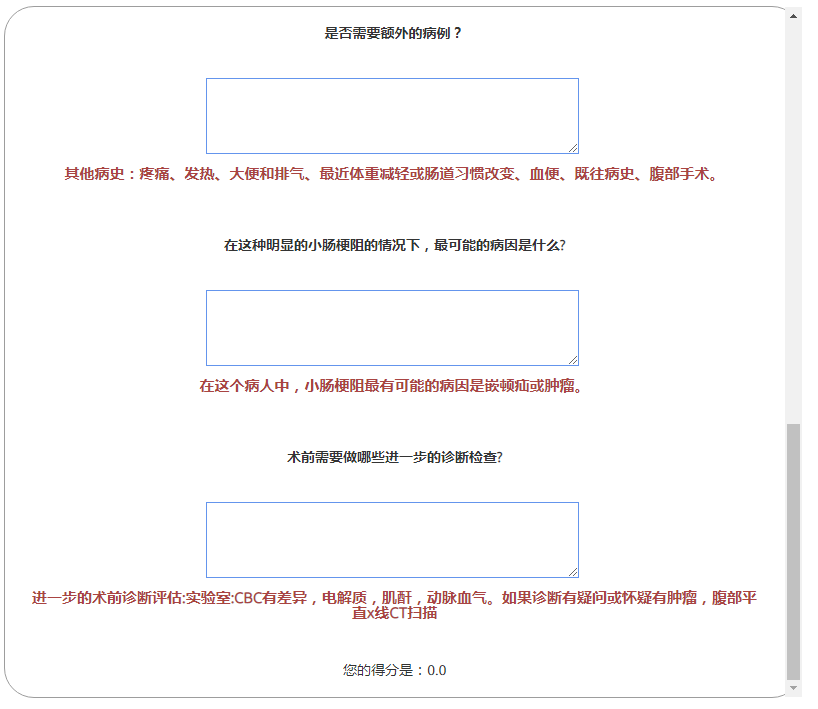 是否需要额外的病例？
其他病史：疼痛、发热、大便和排气、最近体重减轻或肠道习惯改变、血便、既往病史、腹部手术。
在这种明显的小肠梗阻的情况下，最可能的病因是什么?
在这个病人中，小肠梗阻最有可能的病因是嵌顿疝或肿瘤。
术前需要做哪些进一步的诊断检查?
进一步的术前诊断评估:实验室:CBC有差异，电解质，肌酐，动脉血气。如果诊断有疑问或怀疑有肿瘤，腹部平
直x线CT扫描
您的得分是：0.0